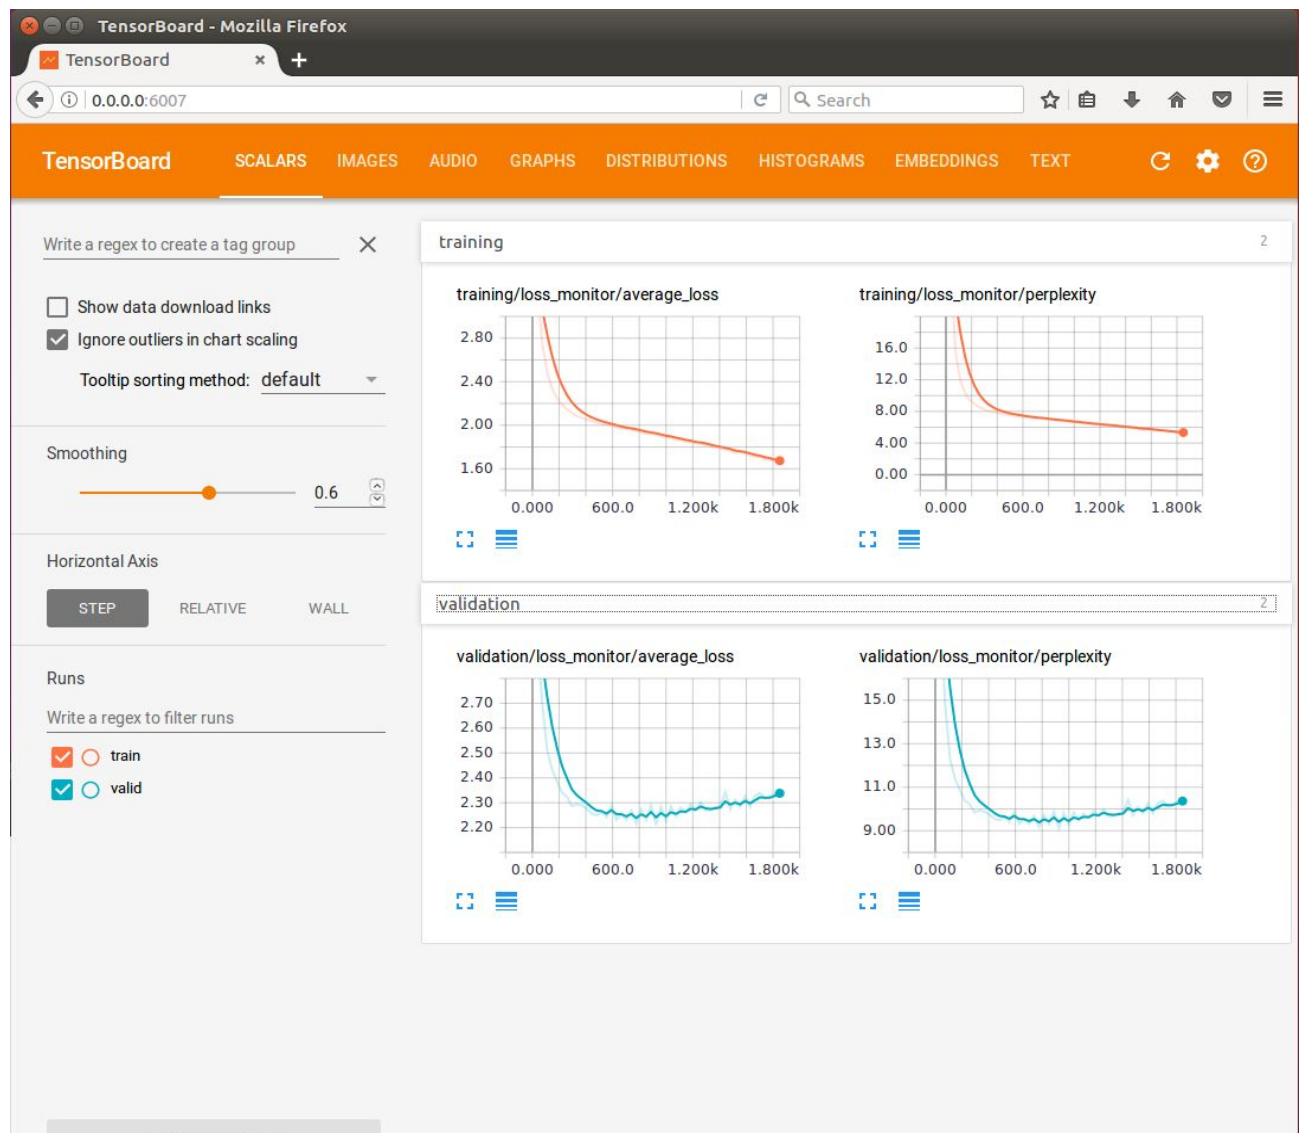 TensorBoard - Mozilla Firefox
TensorBoard
0.0.0.0:6007
Search
TensorBoard SCALARS IMAGES AUDIO GRAPHS DISTRIBUTIONS HISTOGRAMS EMBEDDINGS TEXT
Write a regex to create a tag group
Show data download links
Ignore outliers in chart scaling
Tooltip sorting method: default
Smoothing
0.6
Horizontal Axis
STEP RELATIVE WALL
Runs
Write a regex to filter runs
train
valid
training 2
training/loss_monitor/average_loss
2.80
2.40
2.00
1.60
0.000 600.0 1.200k 1.800k
training/loss_monitor/perplexity
16.0
12.0
8.00
4.00
0.00
0.000 600.0 1.200k 1.800k
validation 2
validation/loss_monitor/average_loss
2.70
2.60
2.50
2.40
2.30
2.20
0.000 600.0 1.200k 1.800k
validation/loss_monitor/perplexity
15.0
13.0
11.0
9.00
0.000 600.0 1.200k 1.800k